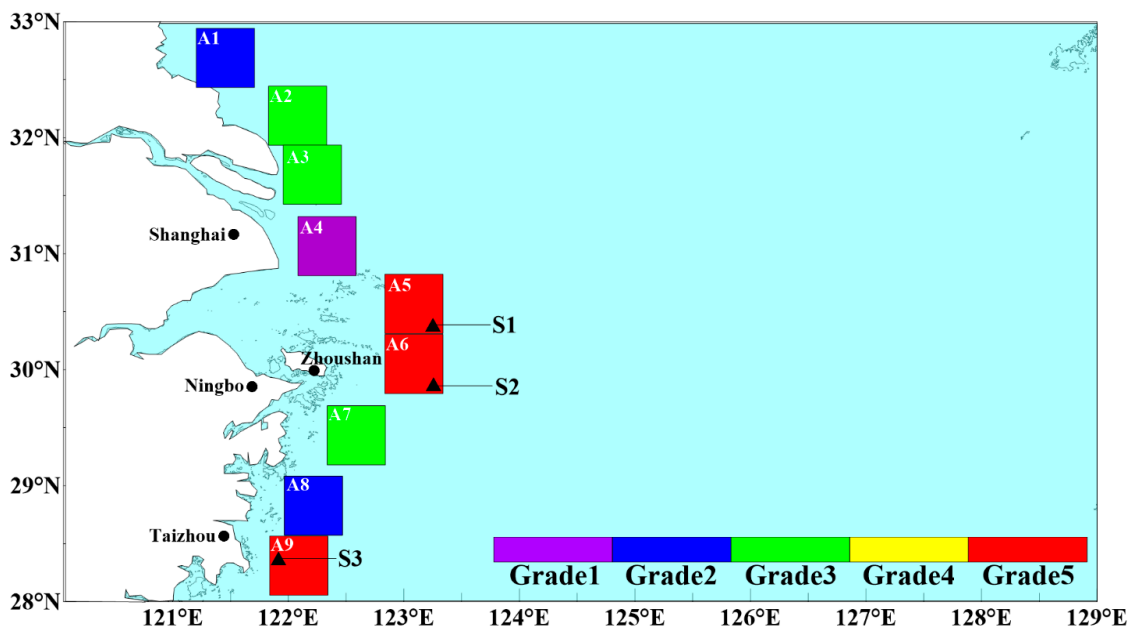 33°N
A1
A2
32°N
A3
A4
Shanghai
31°N
A5
S1
A6
Zhoushan
30°N
Ningbo
S2
A7
29°N
A8
Taizhou
A9
S3
Grade1 Grade2 Grade3 Grade4 Grade5
28°N
121°E 122°E 123°E 124°E 125°E 126°E 127°E 128°E 129°E